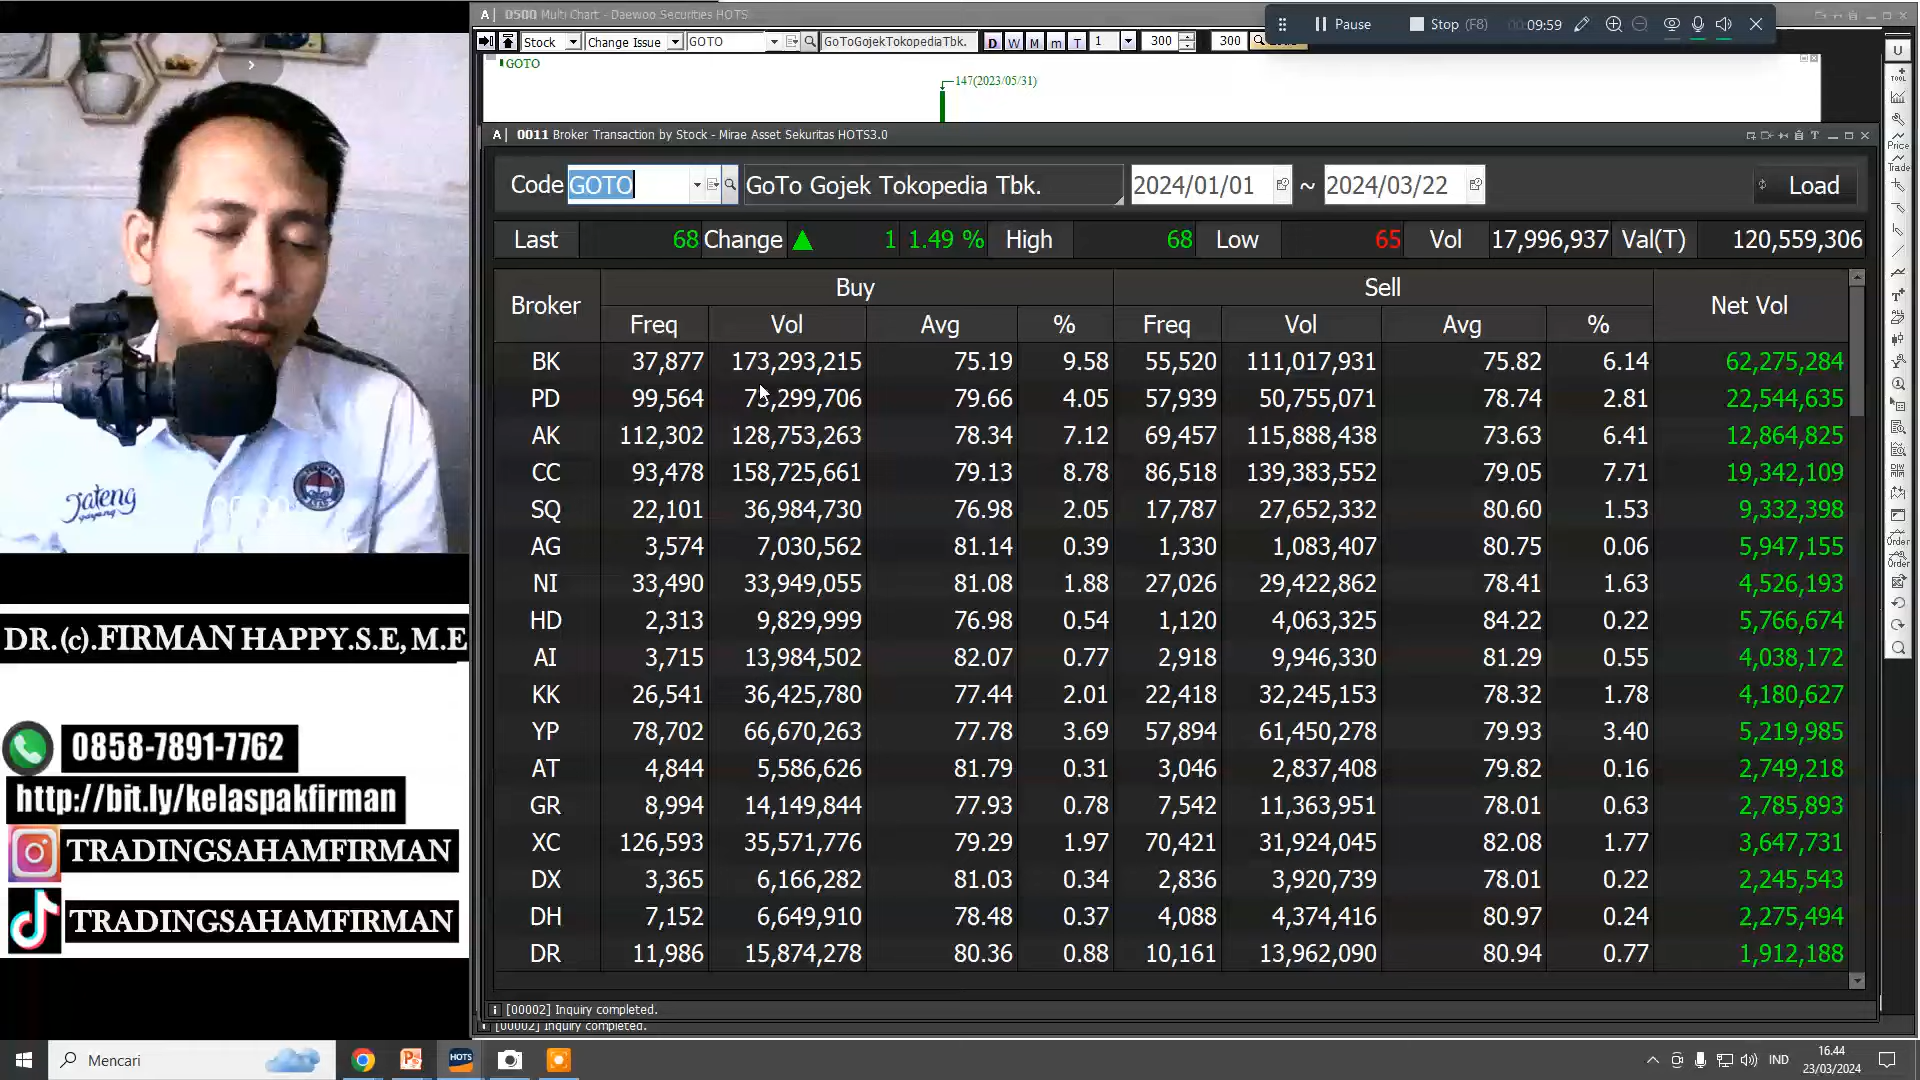 0500 Multi Chart - Daewoo Securities HOTS
Pause Stop (F8) 00:09:59
Stock Change Issue GOTO GoToGojekTokopediaTbk. D W M m T 1 300 300
GOTO
147(2023/05/31)
0011 Broker Transaction by Stock - Mirae Asset Sekuritas HOTS3.0
Code GOTO GoTo Gojek Tokopedia Tbk. 2024/01/01 ~ 2024/03/22 Load
Last 68 Change ▲ 1 1.49 % High 68 Low 65 Vol 17,996,937 Val(T) 120,559,306
Broker Buy Sell Net Vol
Freq Vol Avg % Freq Vol Avg %
BK 37,877 173,293,215 75.19 9.58 55,520 111,017,931 75.82 6.14 62,275,284
PD 99,564 73,299,706 79.66 4.05 57,939 50,755,071 78.74 2.81 22,544,635
AK 112,302 128,753,263 78.34 7.12 69,457 115,888,438 73.63 6.41 12,864,825
CC 93,478 158,725,661 79.13 8.78 86,518 139,383,552 79.05 7.71 19,342,109
SQ 22,101 36,984,730 76.98 2.05 17,787 27,652,332 80.60 1.53 9,332,398
AG 3,574 7,030,562 81.14 0.39 1,330 1,083,407 80.75 0.06 5,947,155
NI 33,490 33,949,055 81.08 1.88 27,026 29,422,862 78.41 1.63 4,526,193
HD 2,313 9,829,999 76.98 0.54 1,120 4,063,325 84.22 0.22 5,766,674
AI 3,715 13,984,502 82.07 0.77 2,918 9,946,330 81.29 0.55 4,038,172
KK 26,541 36,425,780 77.44 2.01 22,418 32,245,153 78.32 1.78 4,180,627
YP 78,702 66,670,263 77.78 3.69 57,894 61,450,278 79.93 3.40 5,219,985
AT 4,844 5,586,626 81.79 0.31 3,046 2,837,408 79.82 0.16 2,749,218
GR 8,994 14,149,844 77.93 0.78 7,542 11,363,951 78.01 0.63 2,785,893
XC 126,593 35,571,776 79.29 1.97 70,421 31,924,045 82.08 1.77 3,647,731
DX 3,365 6,166,282 81.03 0.34 2,836 3,920,739 78.01 0.22 2,245,543
DH 7,152 6,649,910 78.48 0.37 4,088 4,374,416 80.97 0.24 2,275,494
DR 11,986 15,874,278 80.36 0.88 10,161 13,962,090 80.94 0.77 1,912,188
[00002] Inquiry completed.
[00002] Inquiry completed.
U
TOOL
Price
Trade
Order
Order
Jateng
gayeng
DR.(c).FIRMAN HAPPY.S.E, M.E
0858-7891-7762
http://bit.ly/kelaspakfirman
TRADINGSAHAMFIRMAN
TRADINGSAHAMFIRMAN
Mencari
HOTS
IND
16.44
23/03/2024